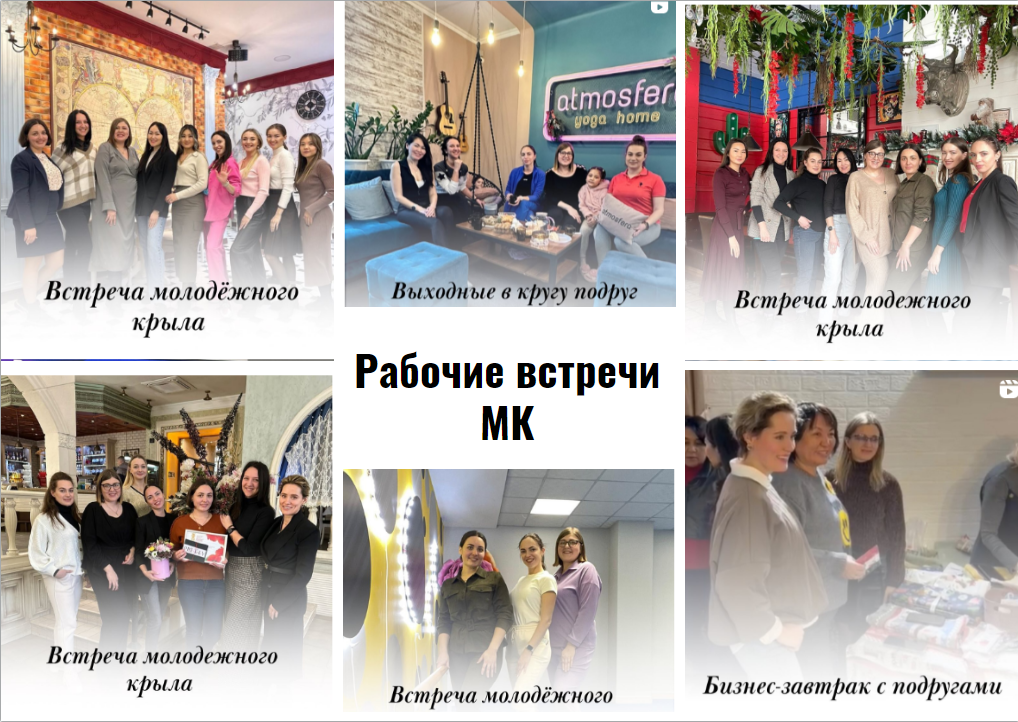 atmosfera
yoga home
atmosfera
Встреча молодёжного
крыла
Выходные в кругу подруг
Встреча молодежного
крыла
Рабочие встречи
МК
Встреча молодежного
крыла
Встреча молодёжного
Бизнес-завтрак с подругами